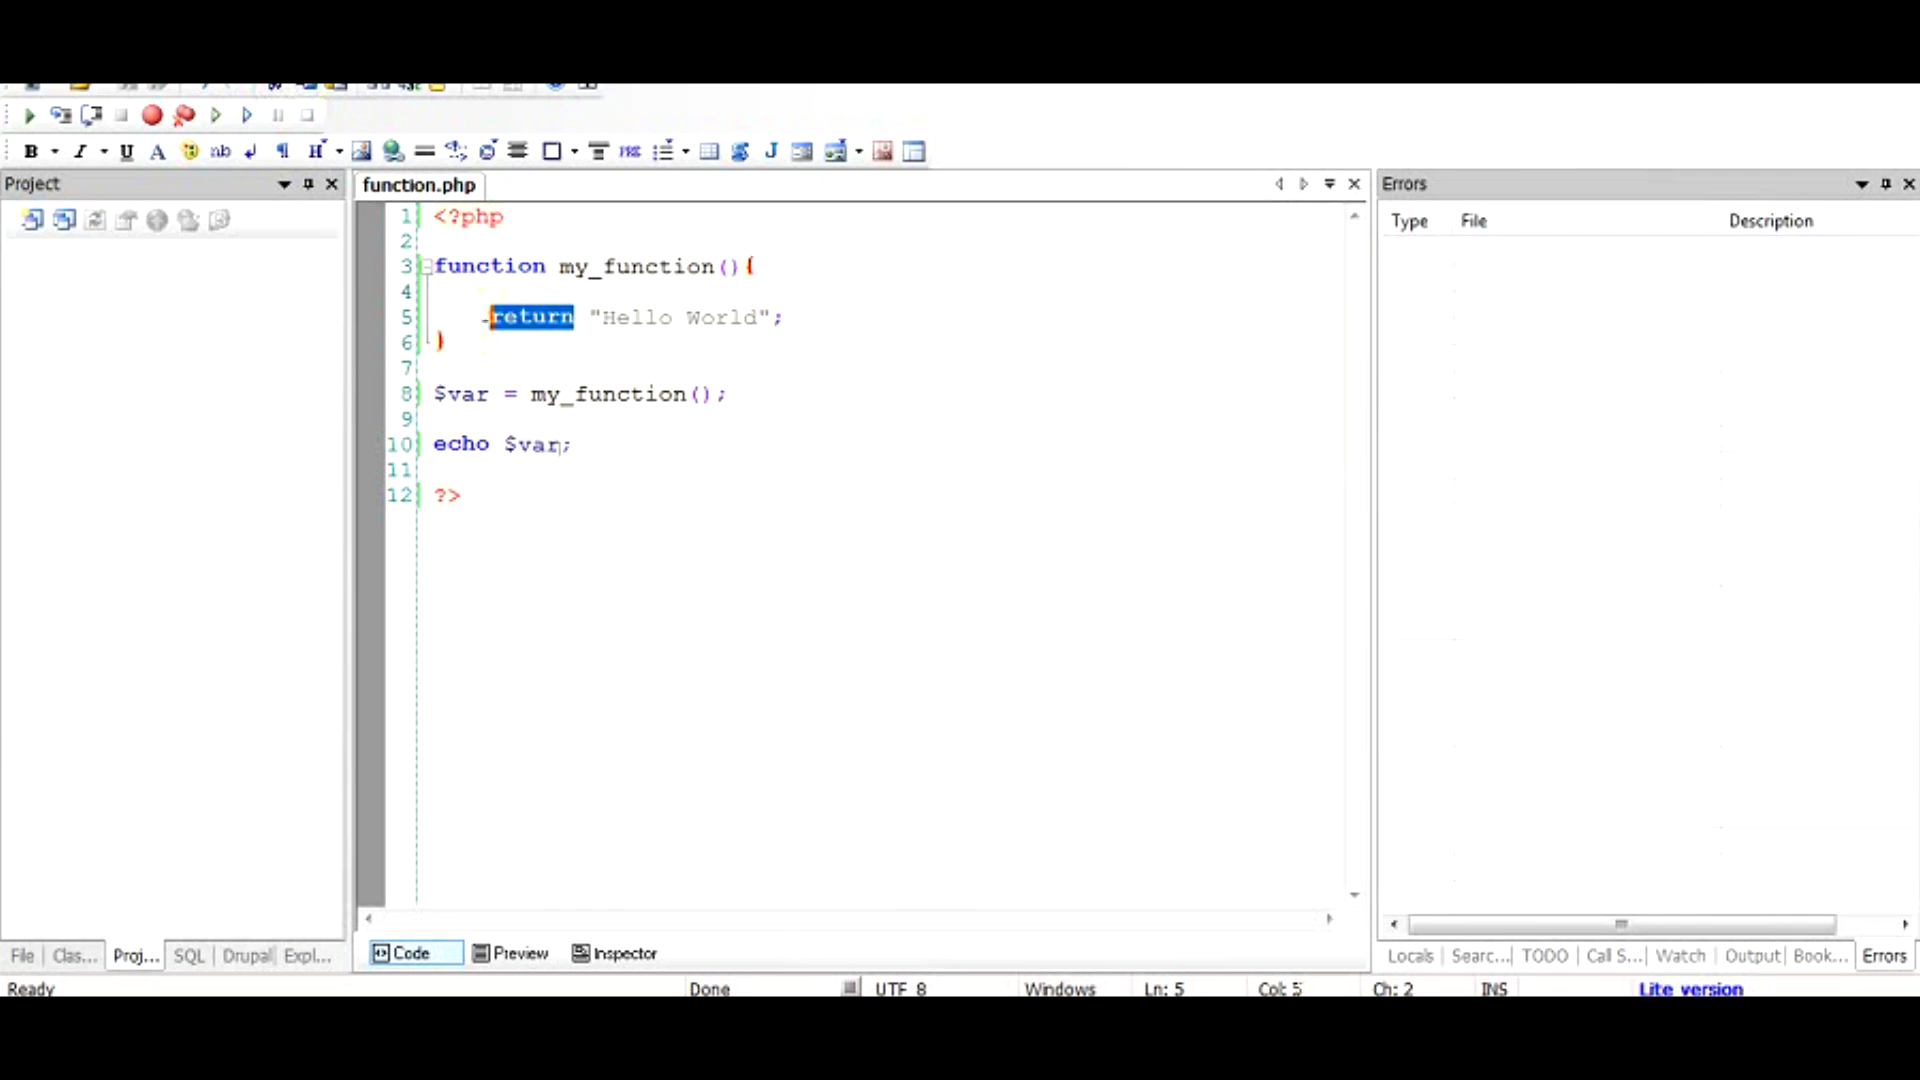 Project
function.php
Errors
Type File Description
1 <?php
2
3 function my_function(){
4
5 return "Hello World";
6 }
7
8 $var = my_function();
9
10 echo $var;
11
12 ?>
Code Preview Inspector
File Clas... Proj... SQL Drupal Expl...
Locals Searc... TODO Call S... Watch Output Book... Errors
Ready Done UTF 8 Windows Ln: 5 Col: 5 Ch: 2 INS Lite version